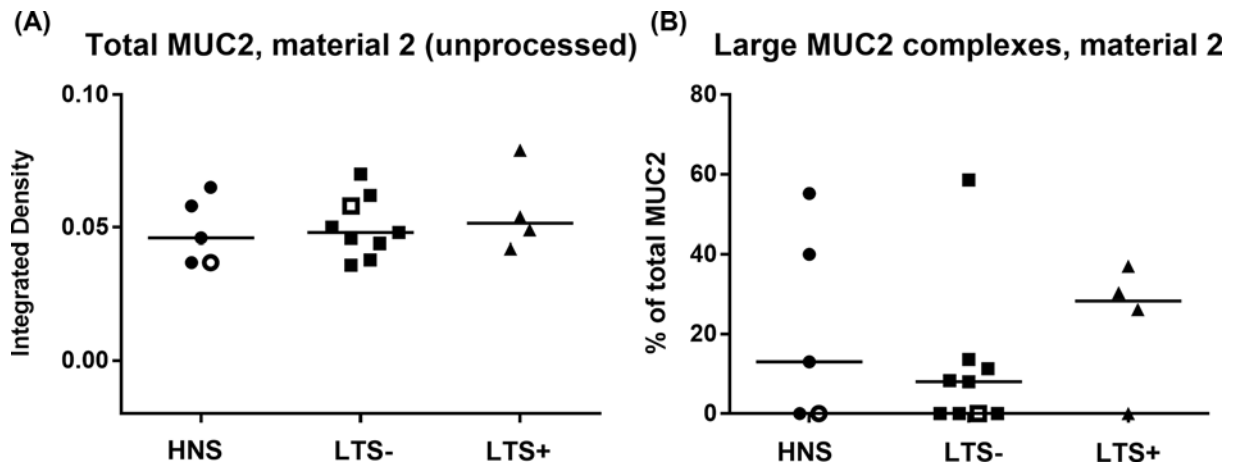 (A)
Total MUC2, material 2 (unprocessed)
Integrated Density
0.10
0.05
0.00
HNS
LTS-
LTS+
(B)
Large MUC2 complexes, material 2
% of total MUC2
80
60
40
20
0
HNS
LTS-
LTS+